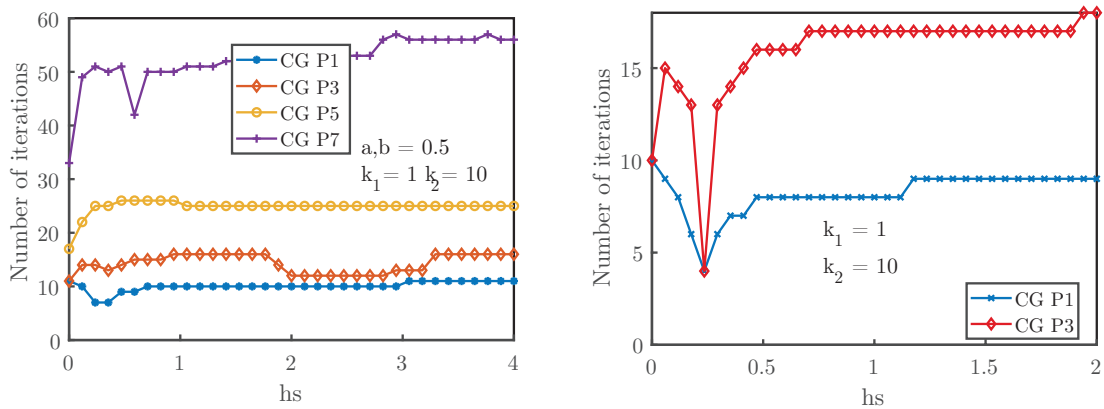 60
50
40
30
20
10
0
Number of iterations
CG P1
CG P3
CG P5
CG P7
a,b = 0.5
k1 = 1 k2 = 10
0 1 2 3 4
hs
15
10
5
0
Number of iterations
k1 = 1
k2 = 10
CG P1
CG P3
0 0.5 1 1.5 2
hs